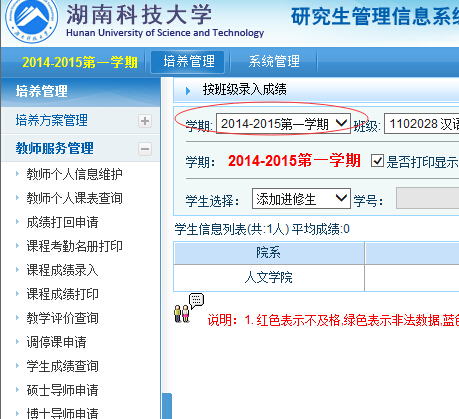 湖南科技大学
Hunan University of Science and Technology
研究生管理信息系统
2014-2015第一学期 培养管理 系统管理
培养管理
培养方案管理
教师服务管理
教师个人信息维护
教师个人课表查询
成绩打回申请
课程考勤名册打印
课程成绩录入
课程成绩打印
教学评价查询
调停课申请
学生成绩查询
硕士导师申请
博士导师申请
按班级录入成绩
学期: 2014-2015第一学期 班级: 1102028 汉语
学期： 2014-2015第一学期 是否打印显示
学生选择： 添加进修生 学号：
学生信息列表(共:1人) 平均成绩:0
院系
人文学院
说明：1. 红色表示不及格,绿色表示非法数据,蓝色